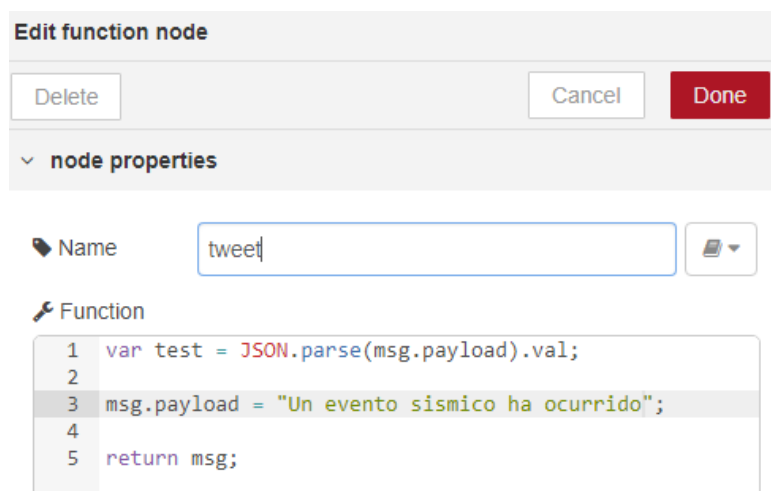 Edit function node
Delete Cancel Done
node properties
Name tweet
Function
1 var test = JSON.parse(msg.payload).val;
2
3 msg.payload = "Un evento sismico ha ocurrido";
4
5 return msg;